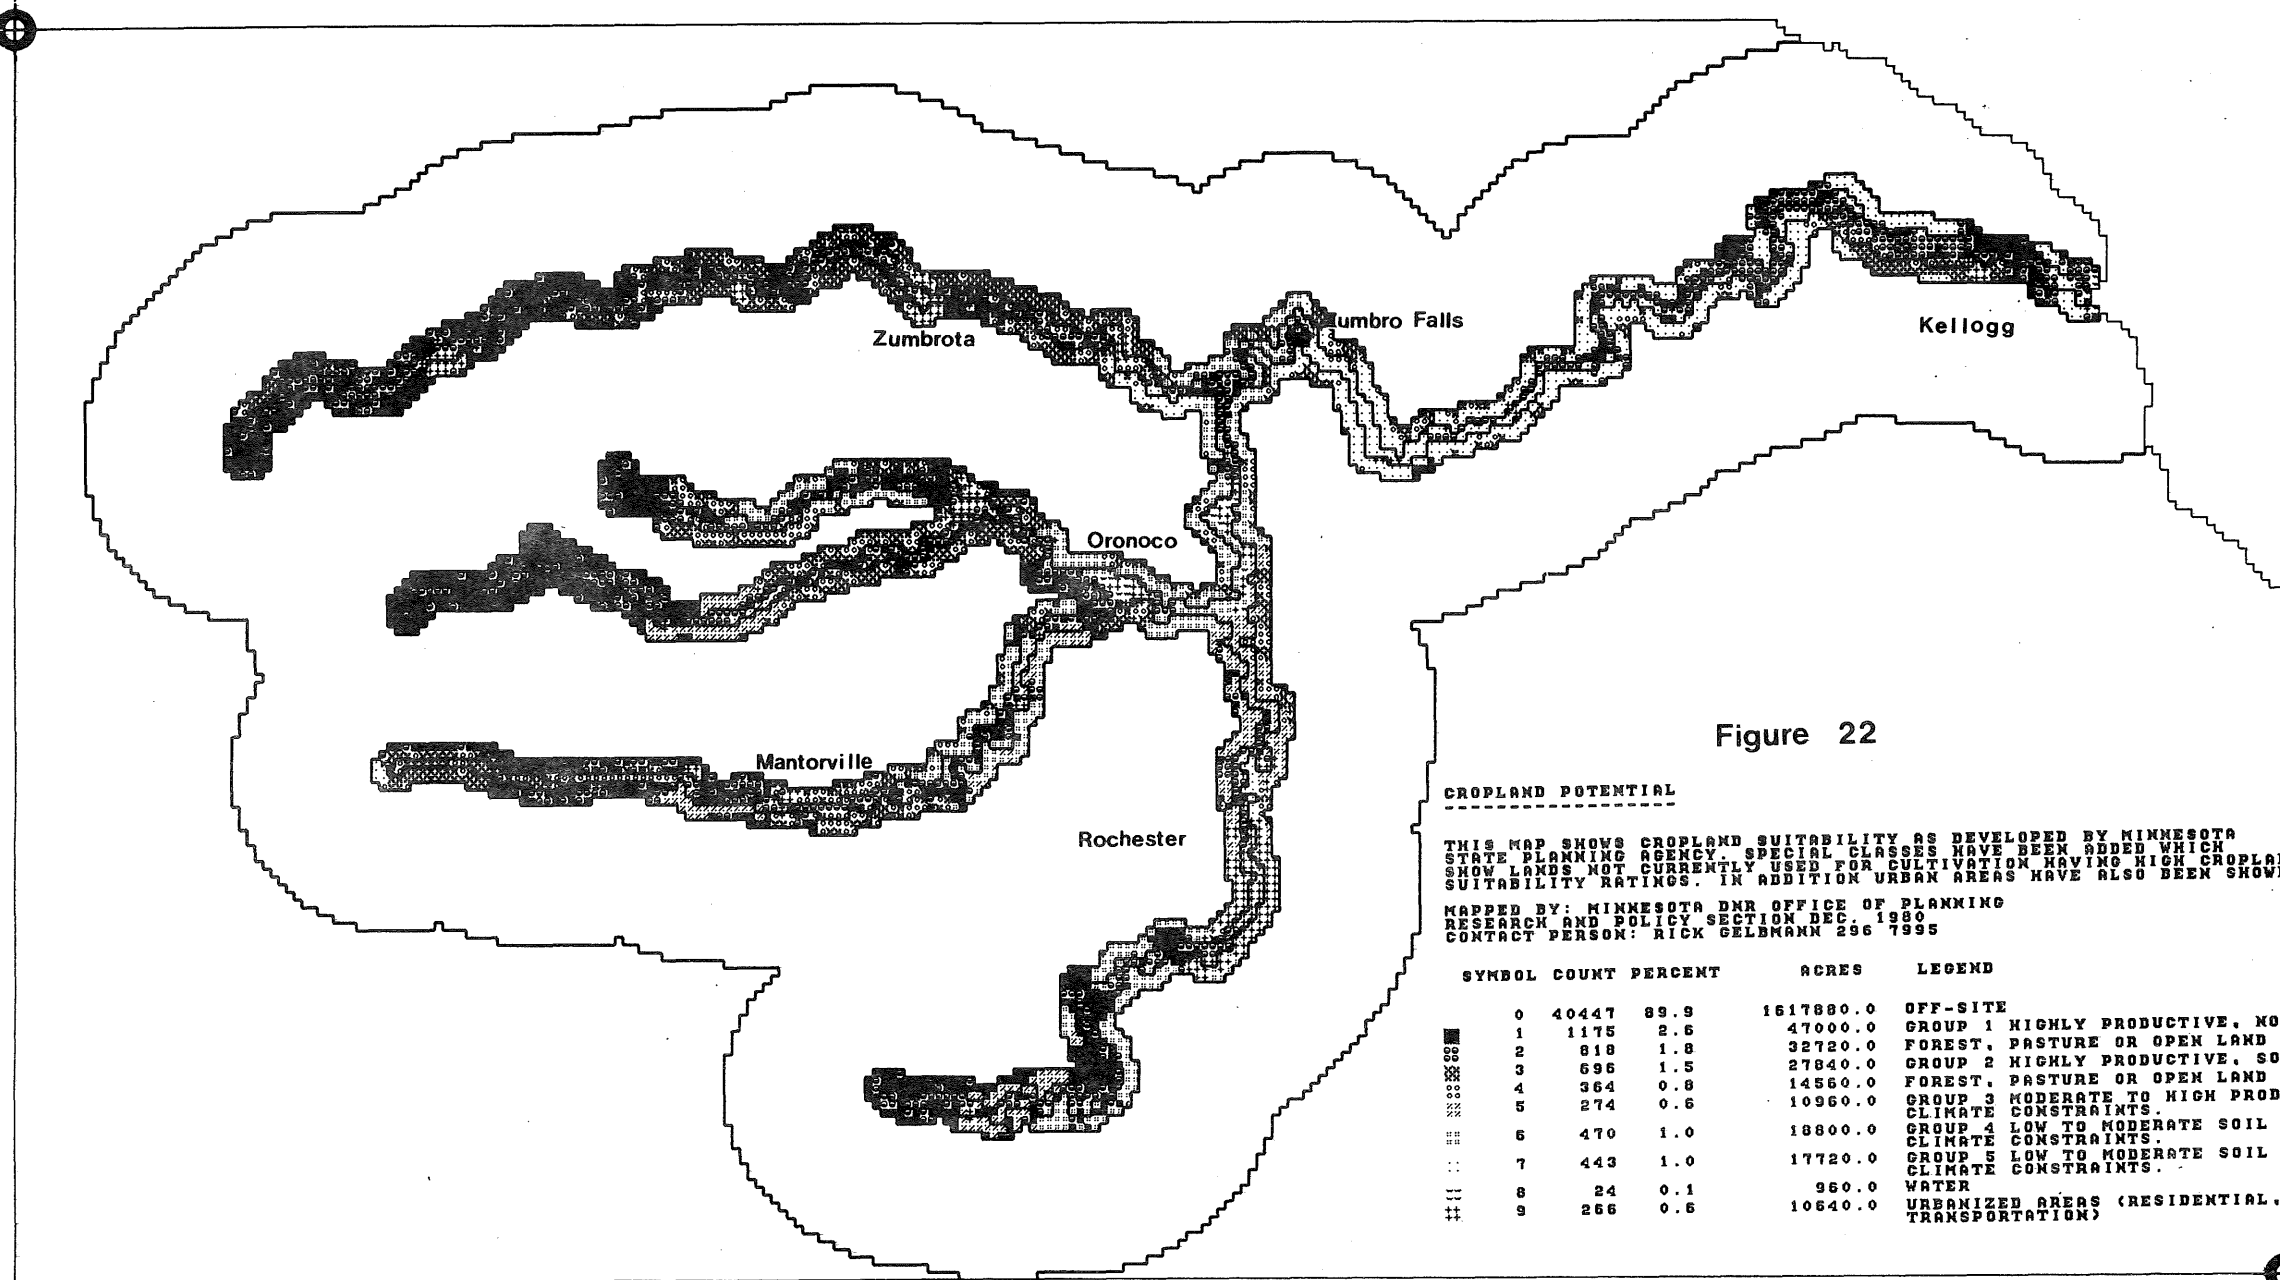 Zumbrota
Zumbro Falls
Kellogg
Oronoco
Mantorville
Rochester
Figure 22
CROPLAND POTENTIAL
THIS MAP SHOWS CROPLAND SUITABILITY AS DEVELOPED BY MINNESOTA
STATE PLANNING AGENCY. SPECIAL CLASSES HAVE BEEN ADDED WHICH
SHOW LANDS NOT CURRENTLY USED FOR CULTIVATION HAVING HIGH
SUITABILITY RATINGS. IN ADDITION URBAN AREAS HAVE ALSO BEEN
MAPPED BY: MINNESOTA DNR OFFICE OF PLANNING
RESEARCH AND POLICY SECTION DEC. 1980
CONTACT PERSON: RICK GELBMANN 296 7995
SYMBOL COUNT PERCENT ACRES LEGEND
0 40447 89.9 1617880.0 OFF-SITE
1 1175 2.6 47000.0 GROUP 1 HIGHLY PRODUCTIVE, NO
2 818 1.8 32720.0 FOREST, PASTURE OR OPEN LAND
3 696 1.5 27840.0 GROUP 2 HIGHLY PRODUCTIVE, SO
4 364 0.8 14560.0 FOREST, PASTURE OR OPEN LAND
5 274 0.6 10960.0 GROUP 3 MODERATE TO HIGH PROD
CLIMATE CONSTRAINTS.
6 470 1.0 18800.0 GROUP 4 LOW TO MODERATE SOIL
CLIMATE CONSTRAINTS.
7 443 1.0 17720.0 GROUP 5 LOW TO MODERATE SOIL
CLIMATE CONSTRAINTS.
8 24 0.1 960.0 WATER
9 266 0.6 10640.0 URBANIZED AREAS (RESIDENTIAL,
TRANSPORTATION)